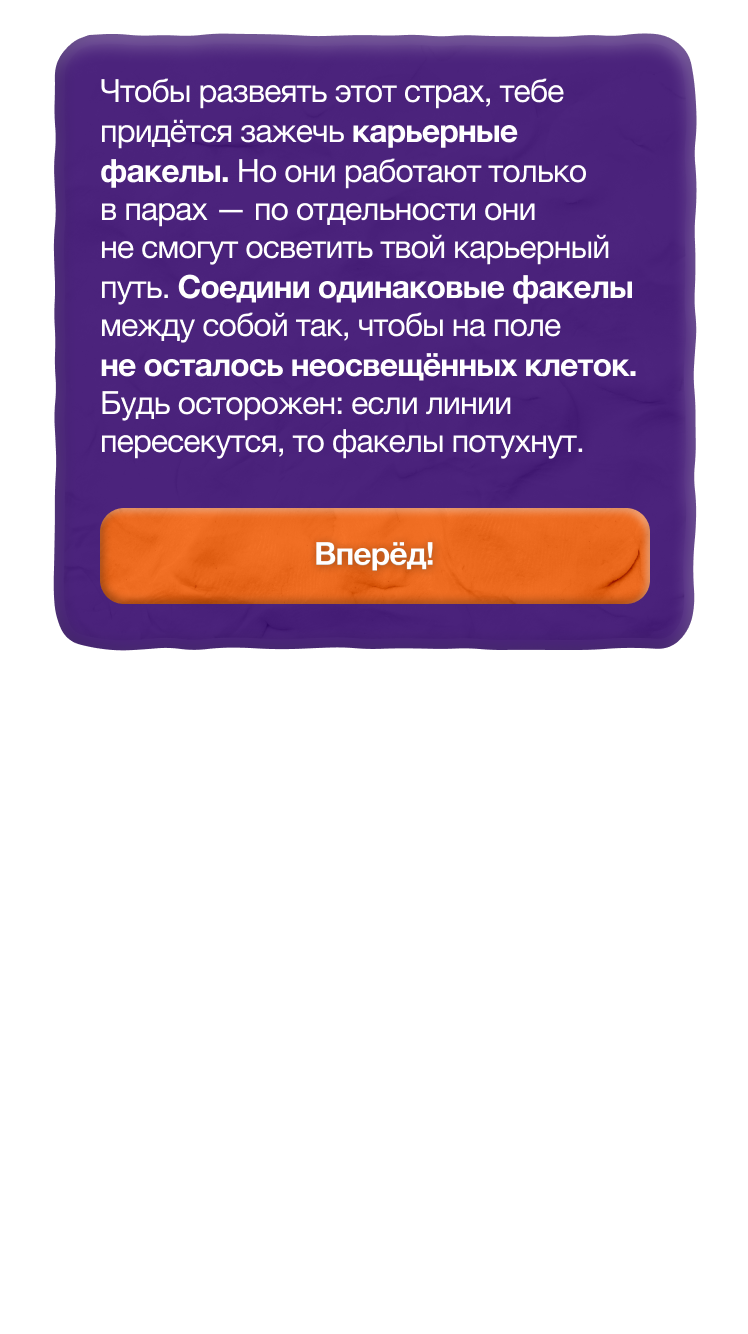 Чтобы развеять этот страх, тебе
придётся зажечь карьерные
факелы. Но они работают только
в парах — по отдельности они
не смогут осветить твой карьерный
путь. Соедини одинаковые факелы
между собой так, чтобы на поле
не осталось неосвещённых клеток.
Будь осторожен: если линии
пересекутся, то факелы потухнут.
Вперёд!